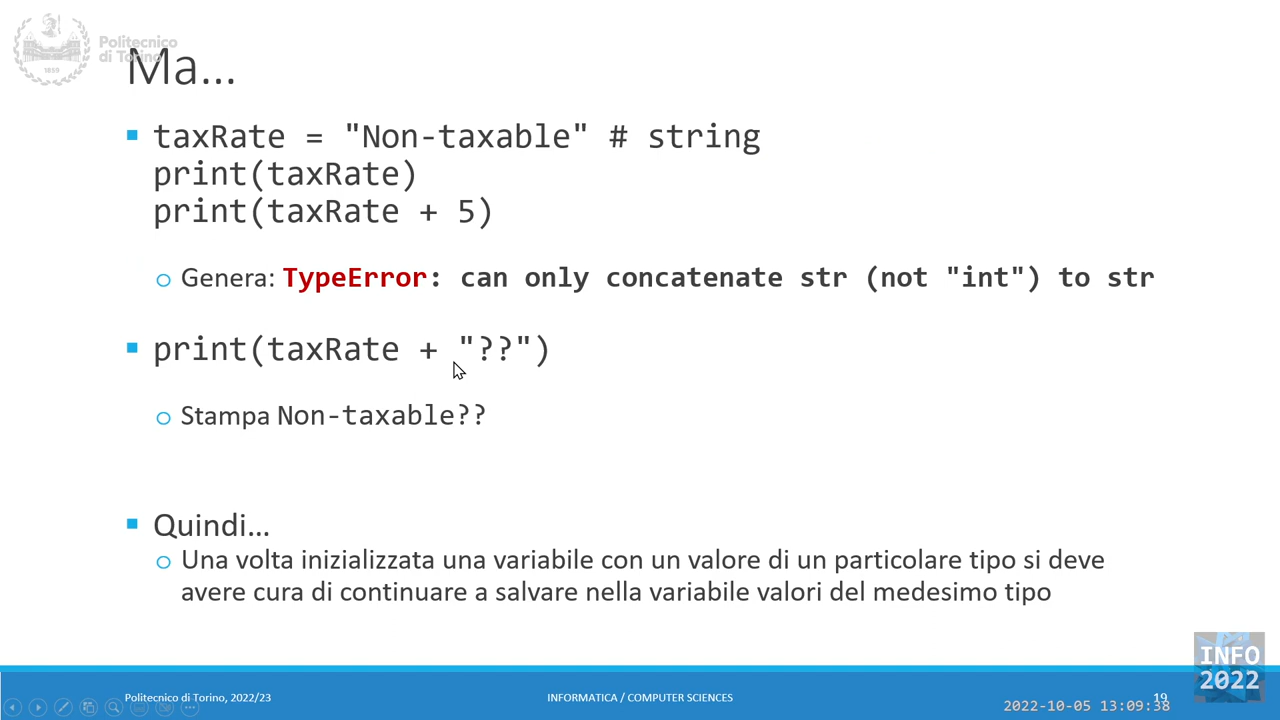 Politecnico
di Torino
1859
Ma...
taxRate = "Non-taxable" # string
print(taxRate)
print(taxRate + 5)
Genera: TypeError: can only concatenate str (not "int") to str
print(taxRate + "??")
Stampa Non-taxable??
Quindi...
Una volta inizializzata una variabile con un valore di un particolare tipo si deve
avere cura di continuare a salvare nella variabile valori del medesimo tipo
INFO
2022
Politecnico di Torino, 2022/23
INFORMATICA / COMPUTER SCIENCES
19
2022-10-05 13:09:38